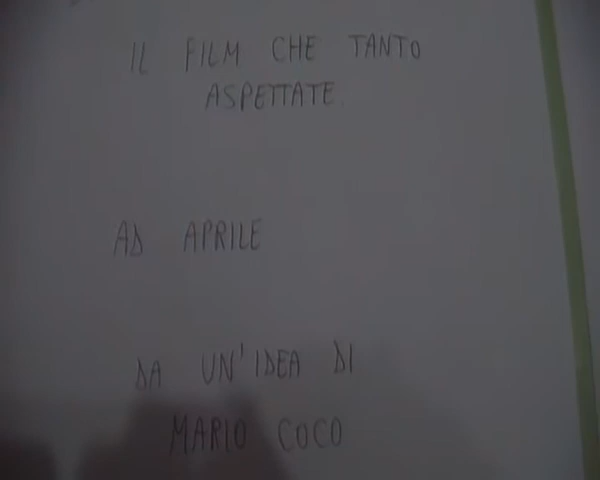 IL FILM CHE TANTO
ASPETTATE
AD APRILE
DA UN'IDEA DI
MARIO COCO